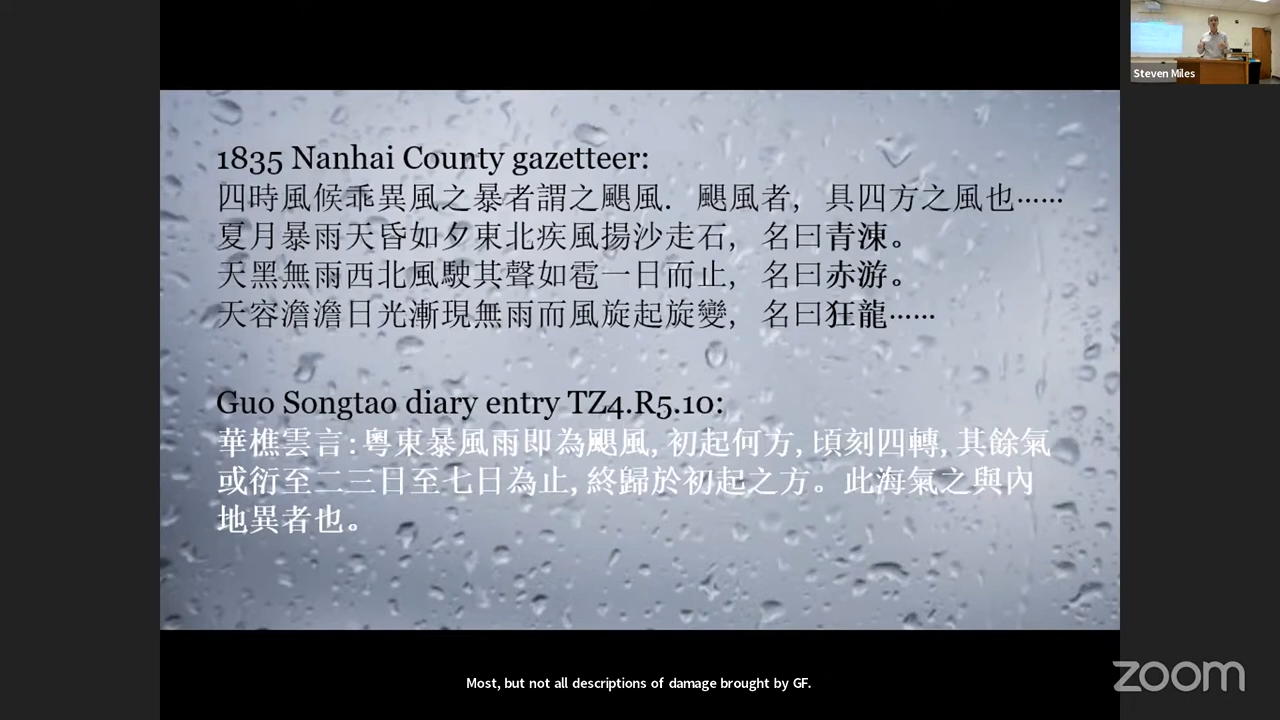 Steven Miles
1835 Nanhai County gazetteer:
四時風候乖異風之暴者謂之颶風．颶風者，具四方之風也……
夏月暴雨天昏如夕東北疾風揚沙走石，名曰青涷。
天黑無雨西北風駛其聲如雹一日而止，名曰赤游。
天容澹澹日光漸現無雨而風旋起旋變，名曰狂龍……
Guo Songtao diary entry TZ4.R5.10:
華樵雲言：粵東暴風雨即為颶風, 初起何方, 頃刻四轉, 其餘氣
或衍至二三日至七日為止, 終歸於初起之方。此海氣之與內
地異者也。
Most, but not all descriptions of damage brought by GF.
zoom